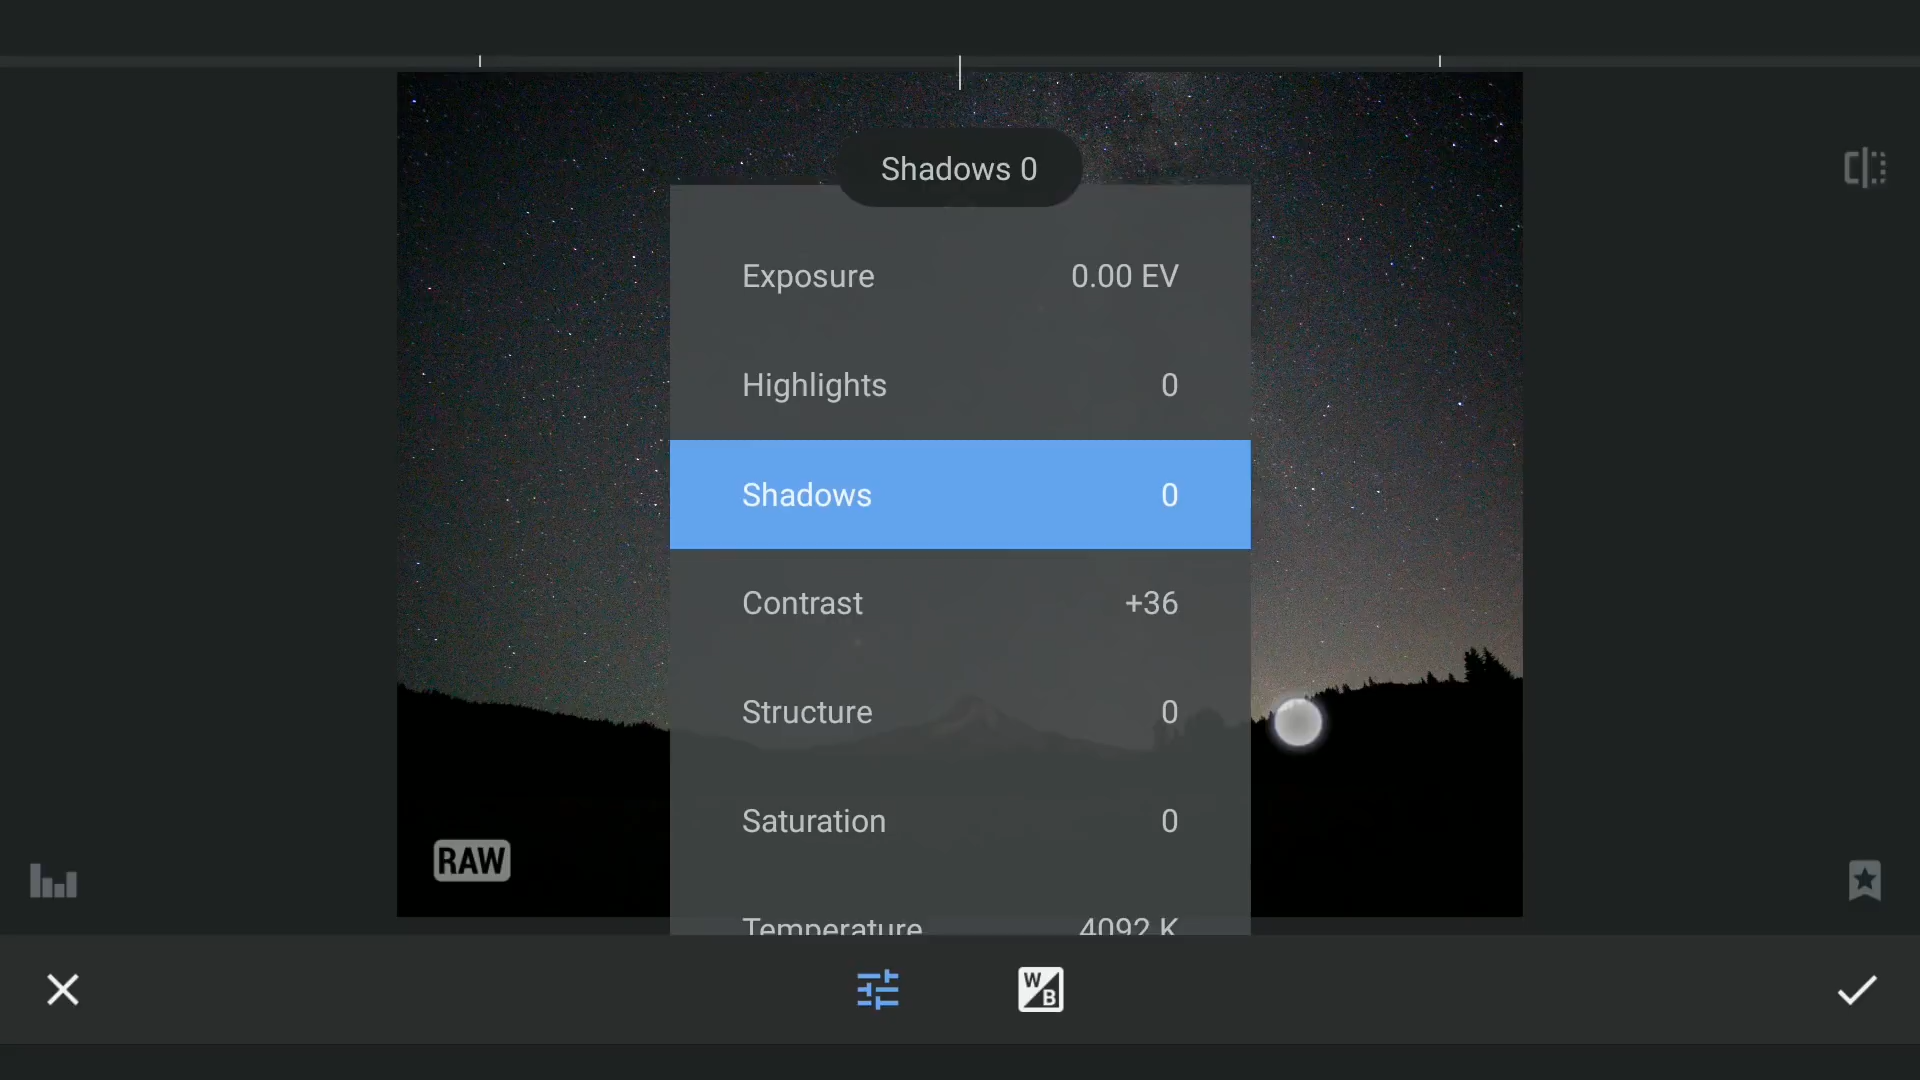 Shadows 0
Exposure 0.00 EV
Highlights 0
Shadows 0
Contrast +36
Structure 0
Saturation 0
Temperature 4092 K
RAW
W
B